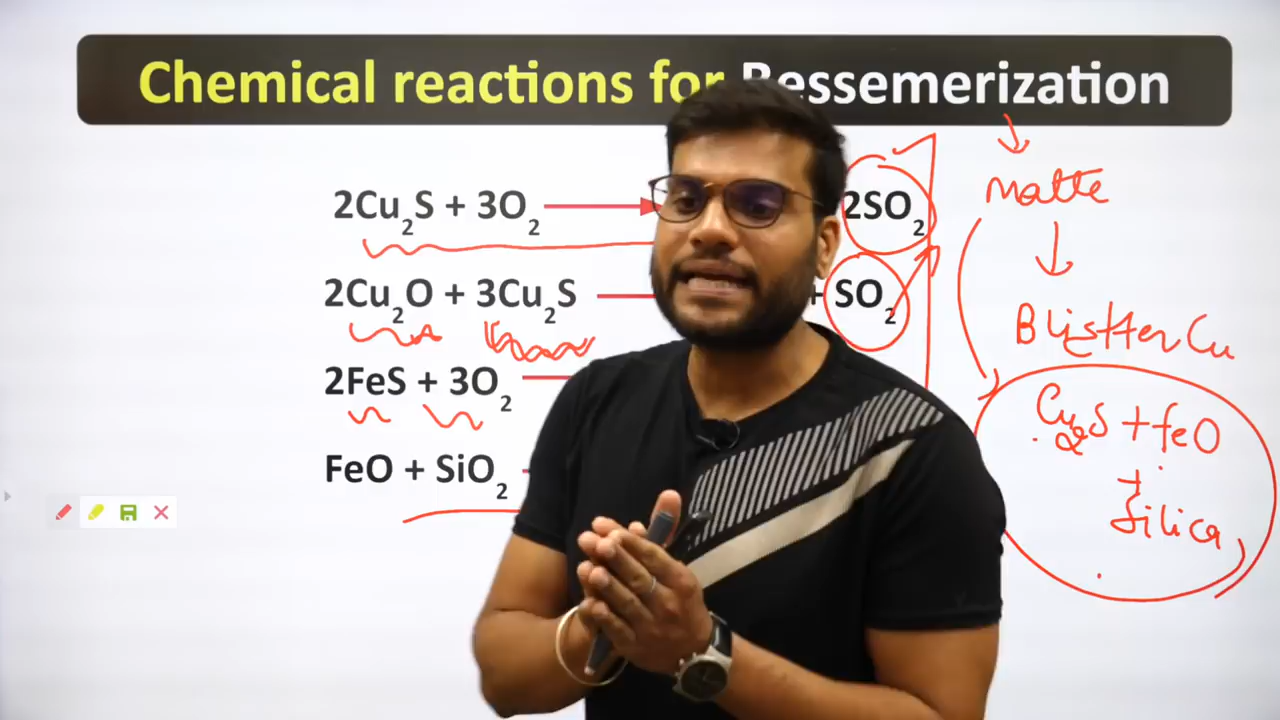 Chemical reactions for Bessemerization
2Cu₂S + 3O₂ → 2SO₂
2Cu₂O + 3Cu₂S → + SO₂
2FeS + 3O₂
FeO + SiO₂
Matte
↓
Blistter Cu
Cu₂S + feO
+
Silica